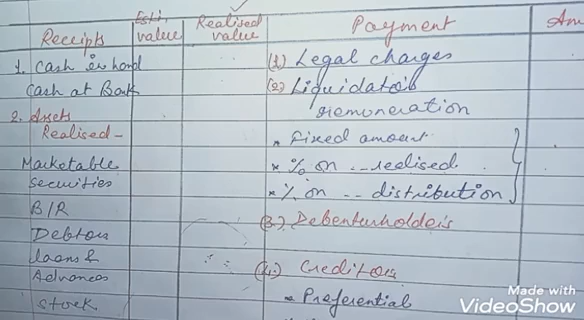 Receipts
Esti, value
Realised value
Payment
Am
1. Cash in hand
Cash at Bank
2. Assets
Realised -
Marketable
Securities
B/R
Debtors
Loans &
Advances
Stock
(1) Legal charges
(2) Liquidator's
remuneration
* fixed amount
* % on .. realised
* % on .. distribution
(3.) Debentureholders
(4.) Creditors
* Preferential
Made with
VideoShow